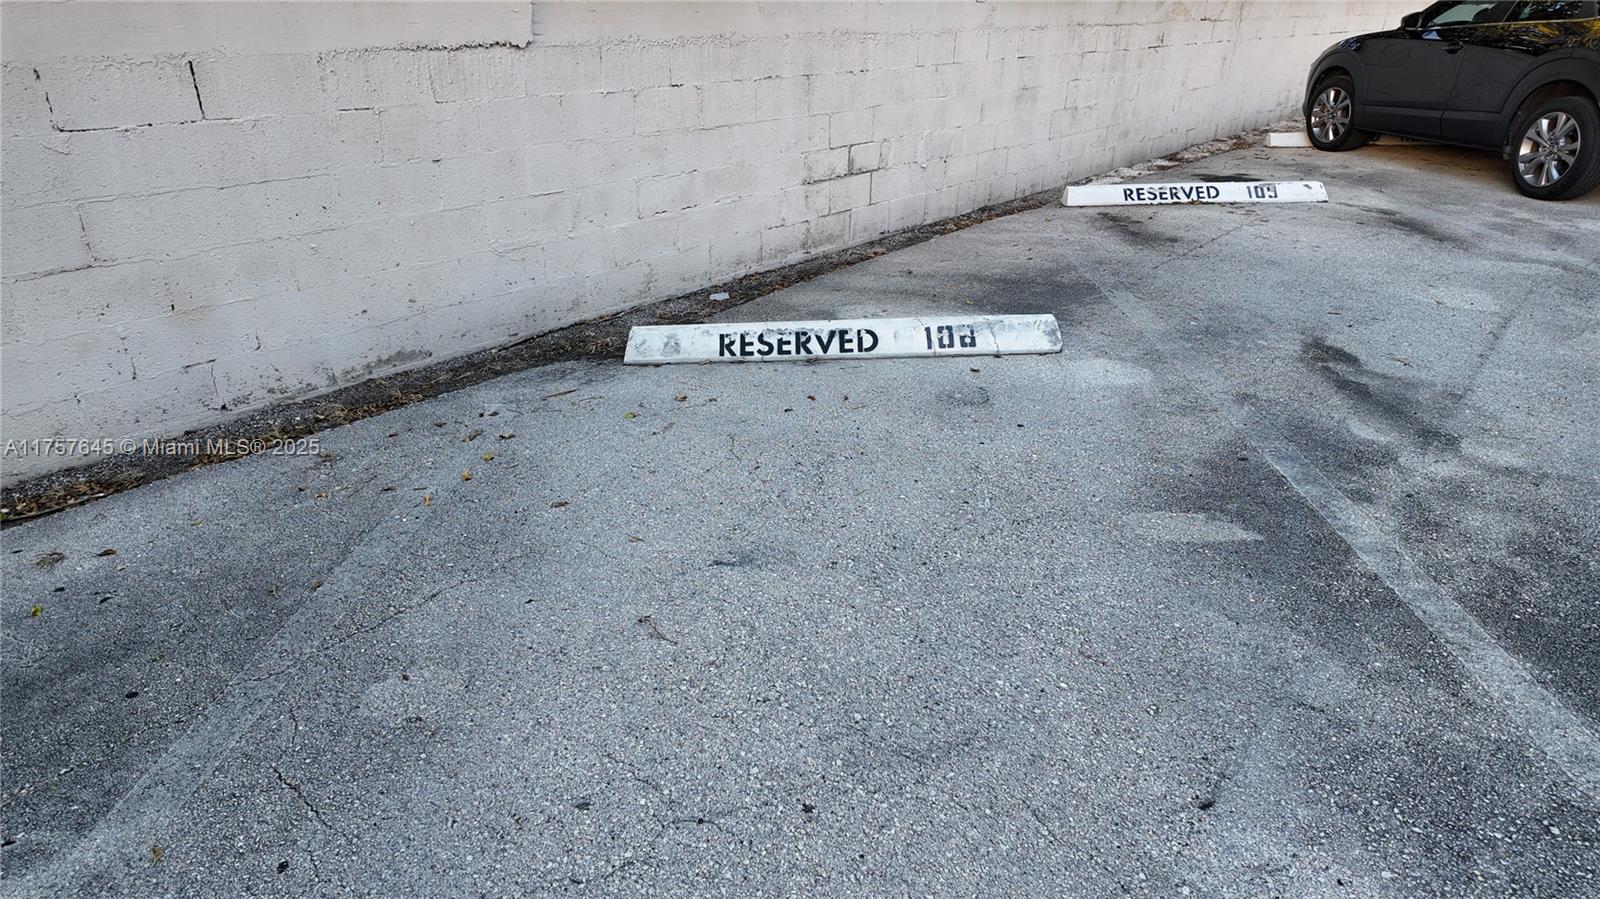 RESERVED 109
RESERVED 108
A11757645 © Miami MLS® 2025